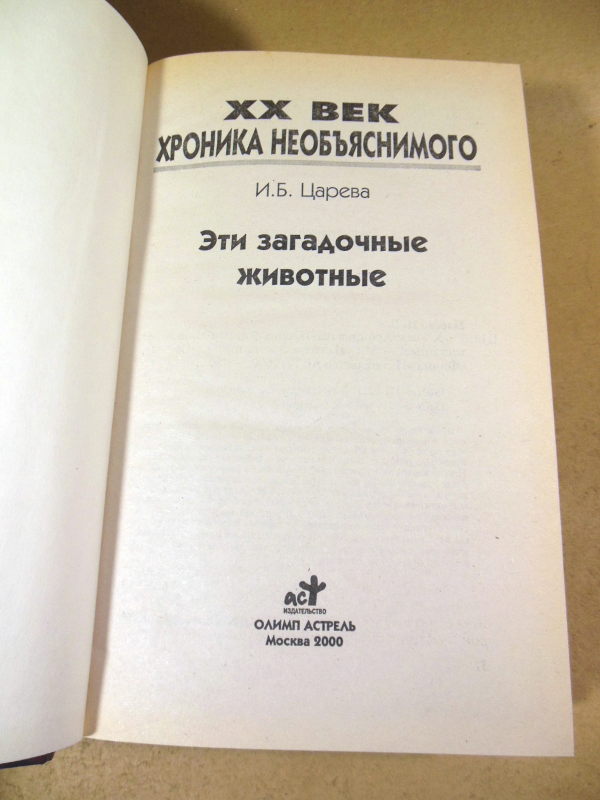 XX ВЕК
ХРОНИКА НЕОБЪЯСНИМОГО
И.Б. Царева
Эти загадочные
животные
аст
ИЗДАТЕЛЬСТВО
ОЛИМП АСТРЕЛЬ
Москва 2000